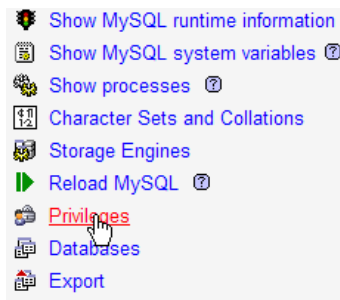 Show MySQL runtime information
Show MySQL system variables
Show processes
Character Sets and Collations
Storage Engines
Reload MySQL
Privileges
Databases
Export